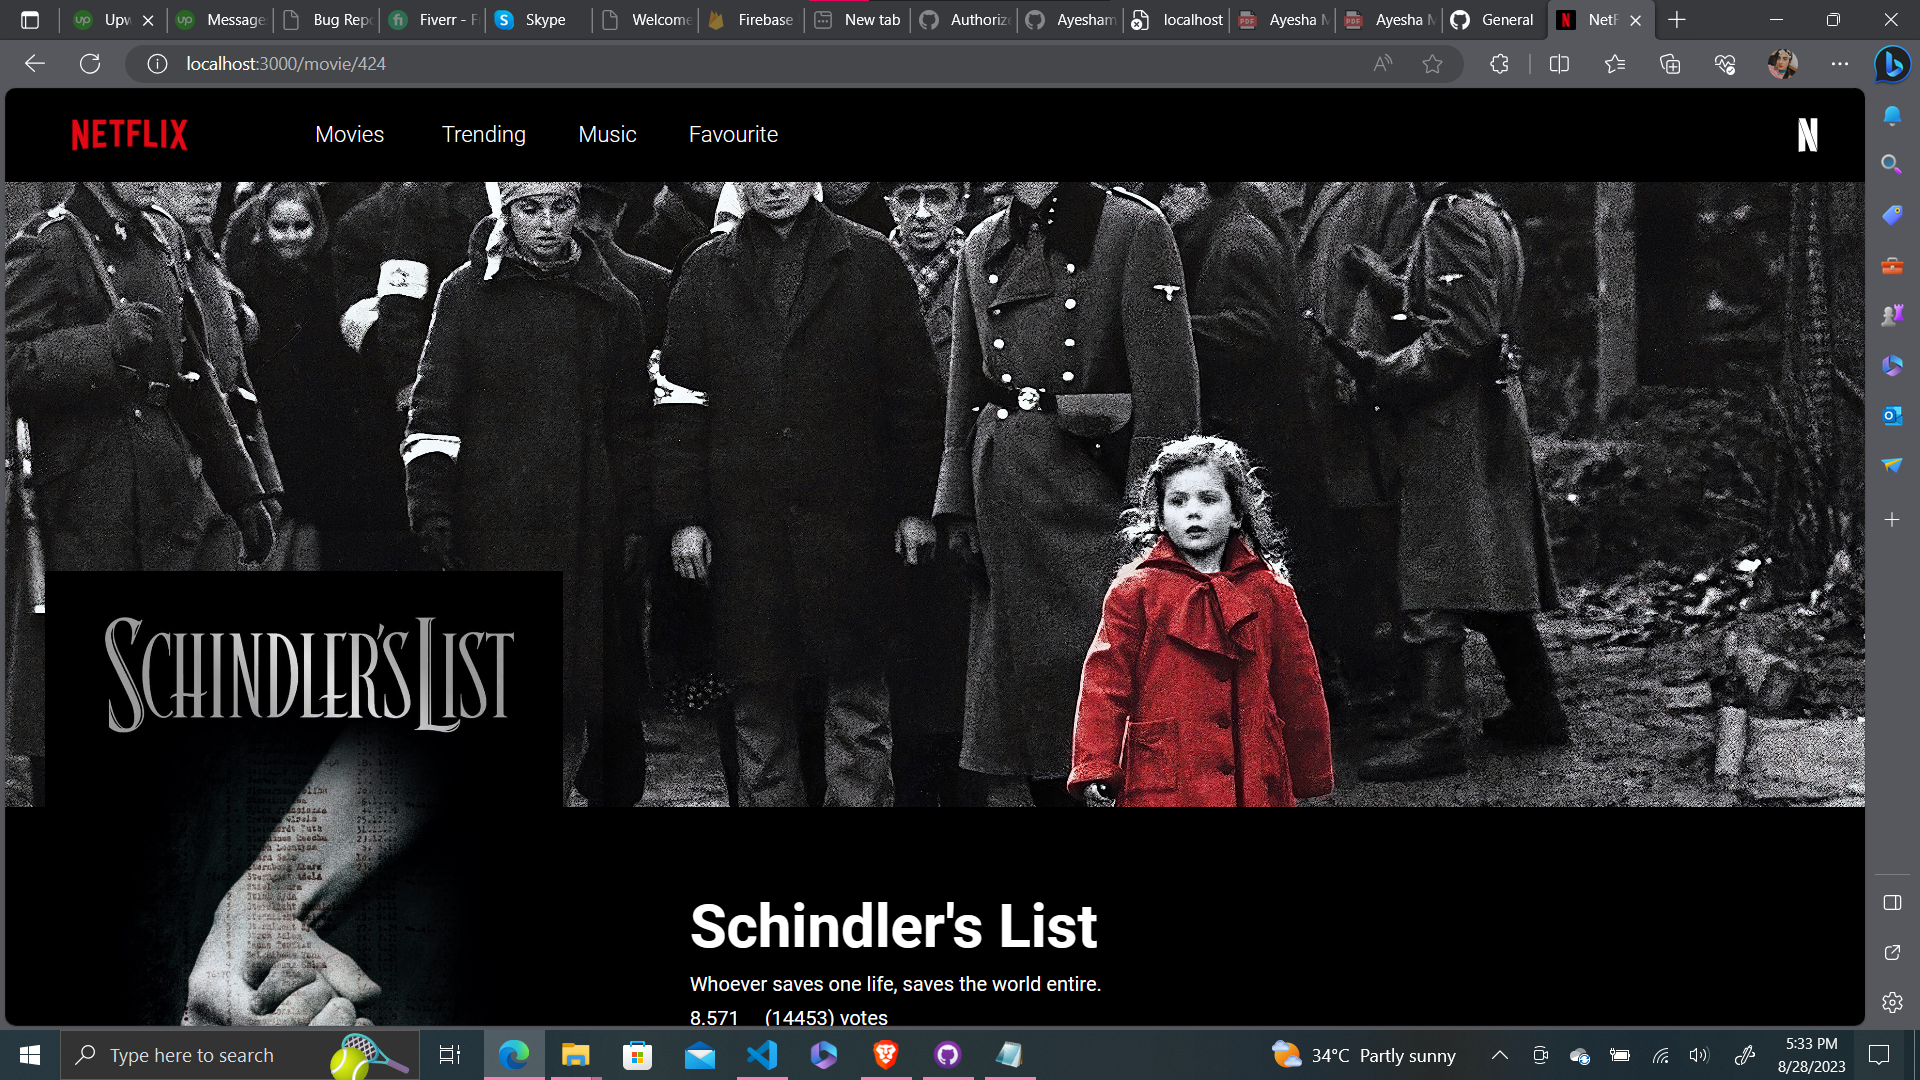 Upw
Message
Bug Repo
Fiverr - F
Skype
Welcome
Firebase
New tab
Authorize
Ayesham
localhost
Ayesha M
Ayesha M
General
NetF
localhost:3000/movie/424
NETFLIX
Movies Trending Music Favourite
N
SCHINDLER'S LIST
Schindler's List
Whoever saves one life, saves the world entire.
8.571 (14453) votes
Type here to search
34°C Partly sunny
5:33 PM
8/28/2023